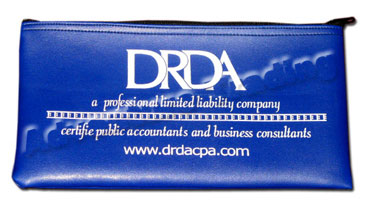 DRDA
a professional limited liability company
certifie public accountants and business consultants
www.drdacpa.com